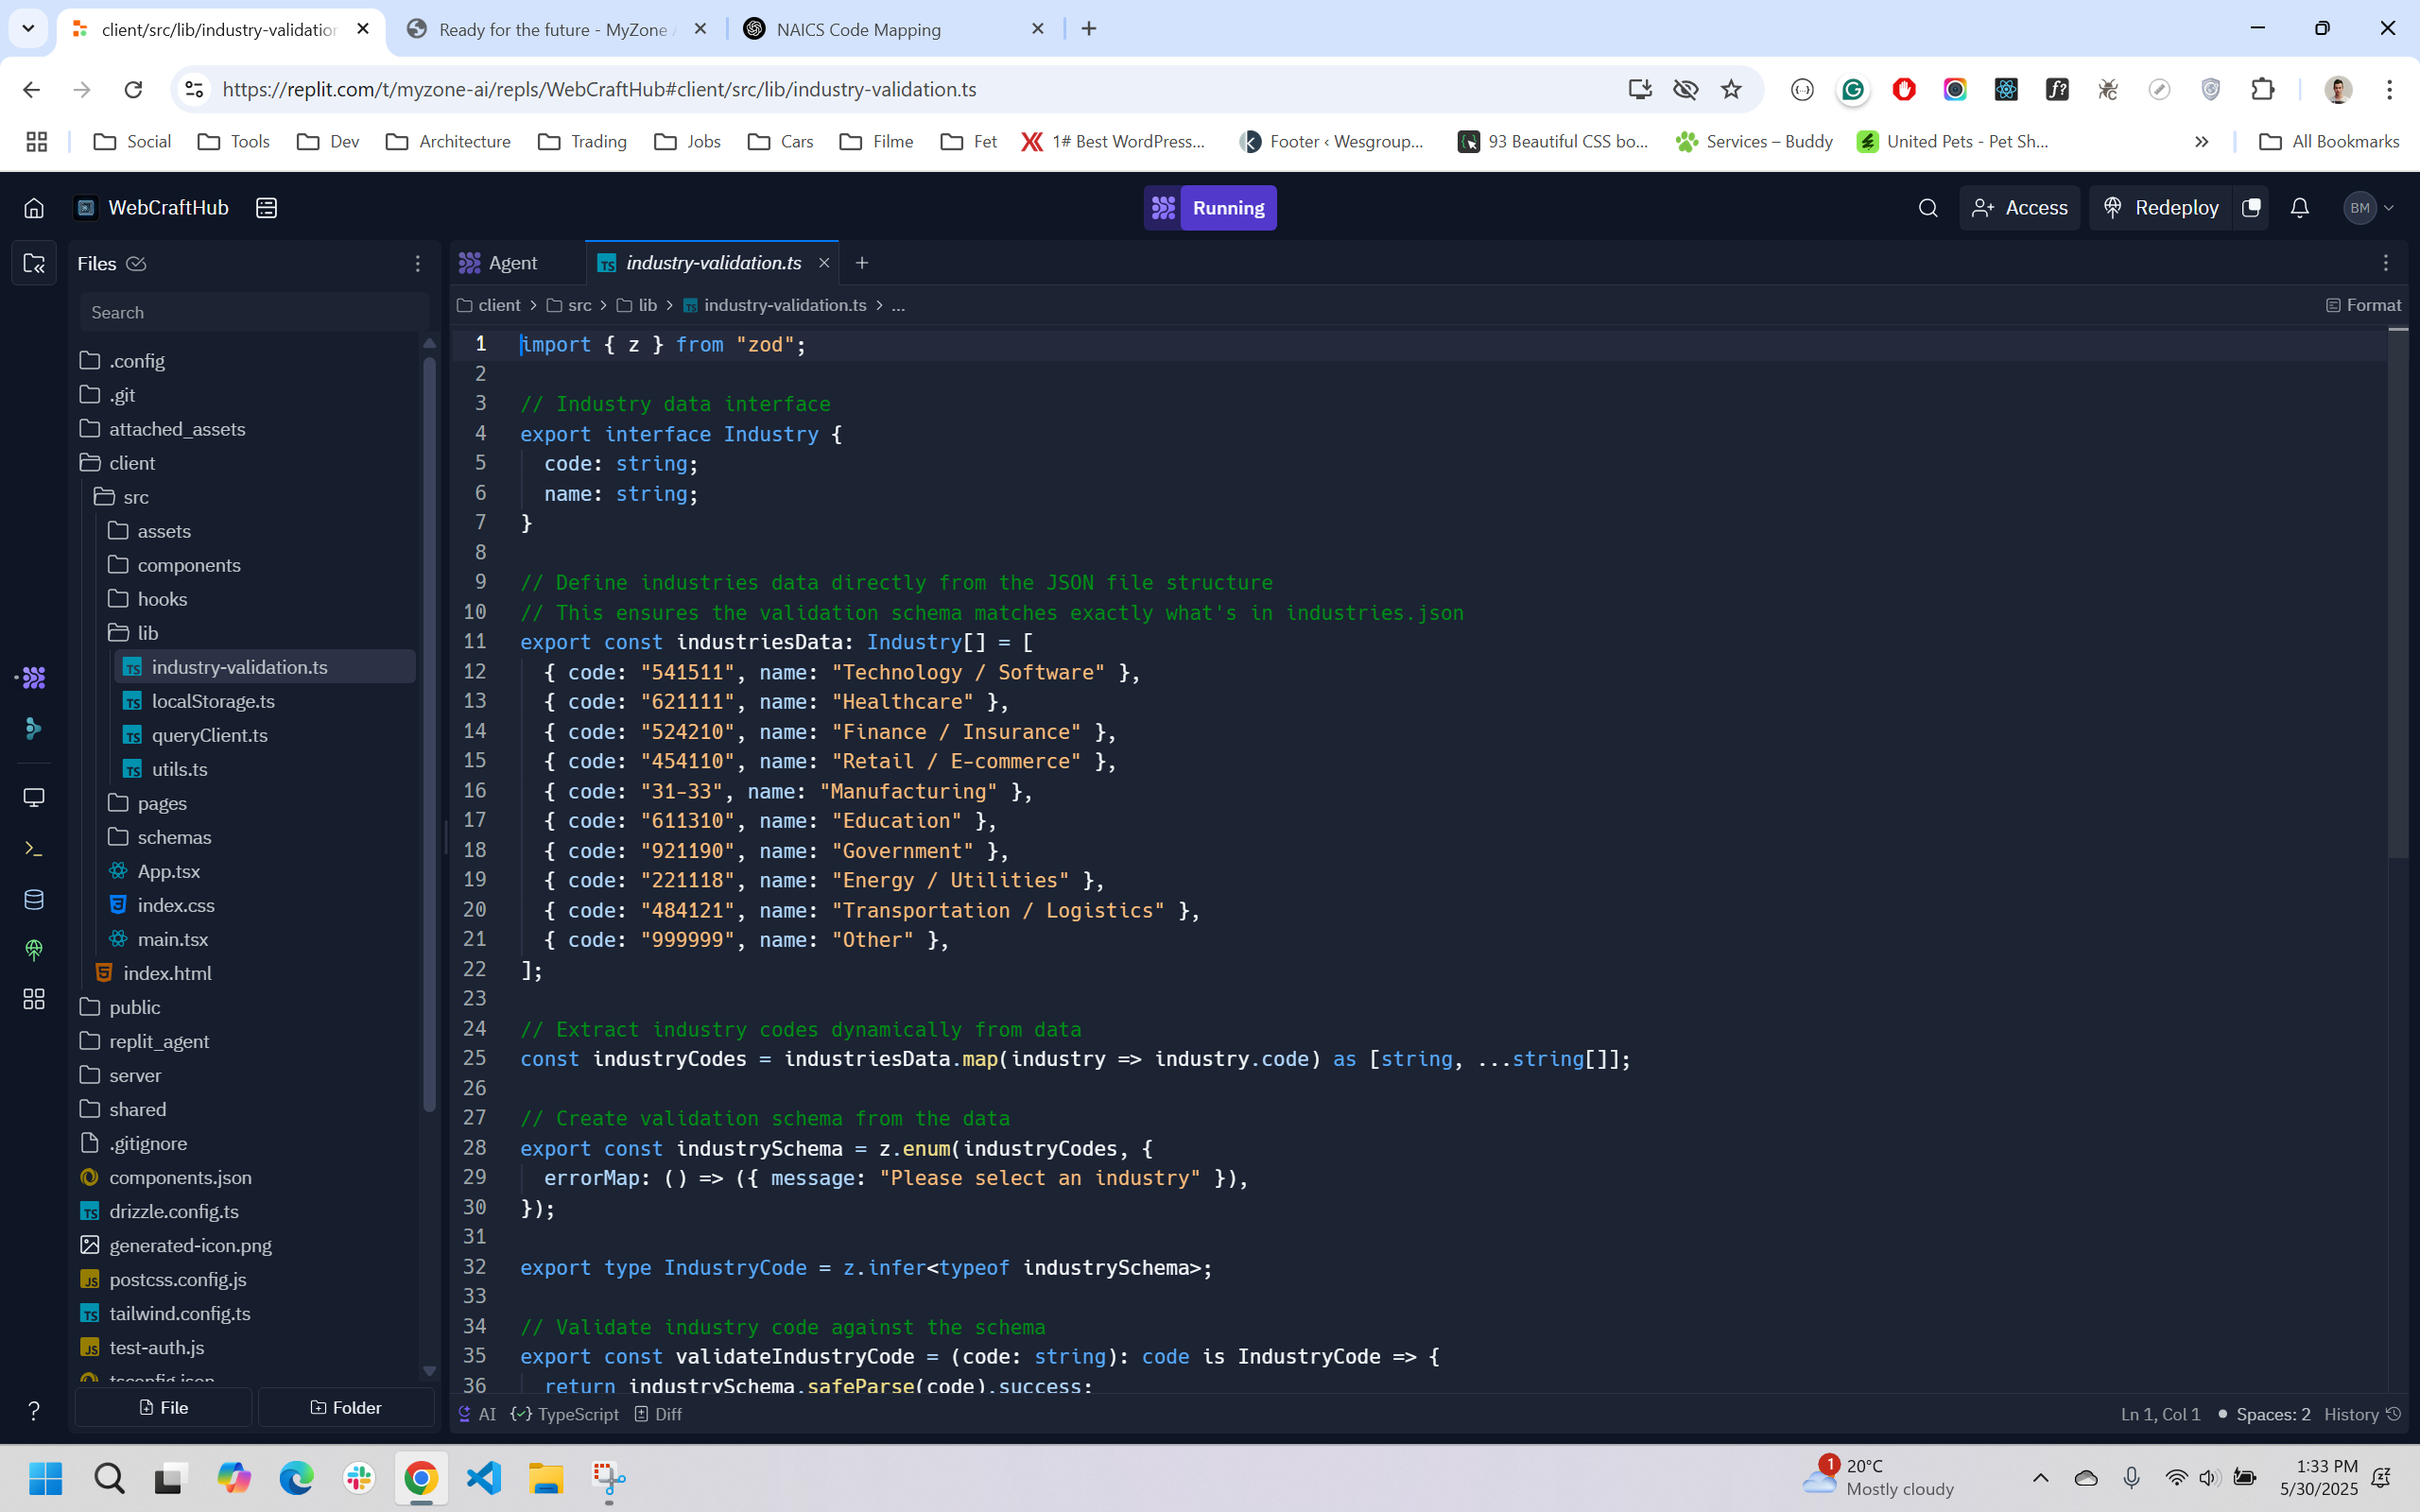 client/src/lib/industry-validation
Ready for the future - MyZone
NAICS Code Mapping
https://replit.com/t/myzone-ai/repls/WebCraftHub#client/src/lib/industry-validation.ts
Social
Tools
Dev
Architecture
Trading
Jobs
Cars
Filme
Fet
1# Best WordPress...
Footer ‹ Wesgroup...
93 Beautiful CSS bo...
Services – Buddy
United Pets - Pet Sh...
All Bookmarks
WebCraftHub
Running
Access
Redeploy
BM
Files
Search
.config
.git
attached_assets
client
src
assets
components
hooks
lib
industry-validation.ts
localStorage.ts
queryClient.ts
utils.ts
pages
schemas
App.tsx
index.css
main.tsx
index.html
public
replit_agent
server
shared
.gitignore
components.json
drizzle.config.ts
generated-icon.png
postcss.config.js
tailwind.config.ts
test-auth.js
tsconfig.json
File
Folder
Agent
industry-validation.ts
client > src > lib > industry-validation.ts > ...
Format
1 import { z } from "zod";
2
3 // Industry data interface
4 export interface Industry {
5 code: string;
6 name: string;
7 }
8
9 // Define industries data directly from the JSON file structure
10 // This ensures the validation schema matches exactly what's in industries.json
11 export const industriesData: Industry[] = [
12 { code: "541511", name: "Technology / Software" },
13 { code: "621111", name: "Healthcare" },
14 { code: "524210", name: "Finance / Insurance" },
15 { code: "454110", name: "Retail / E-commerce" },
16 { code: "31-33", name: "Manufacturing" },
17 { code: "611310", name: "Education" },
18 { code: "921190", name: "Government" },
19 { code: "221118", name: "Energy / Utilities" },
20 { code: "484121", name: "Transportation / Logistics" },
21 { code: "999999", name: "Other" },
22 ];
23
24 // Extract industry codes dynamically from data
25 const industryCodes = industriesData.map(industry => industry.code) as [string, ...string[]];
26
27 // Create validation schema from the data
28 export const industrySchema = z.enum(industryCodes, {
29 errorMap: () => ({ message: "Please select an industry" }),
30 });
31
32 export type IndustryCode = z.infer<typeof industrySchema>;
33
34 // Validate industry code against the schema
35 export const validateIndustryCode = (code: string): code is IndustryCode => {
36 return industrySchema.safeParse(code).success;
AI
TypeScript
Diff
Ln 1, Col 1
Spaces: 2
History
1
20°C
Mostly cloudy
1:33 PM
5/30/2025